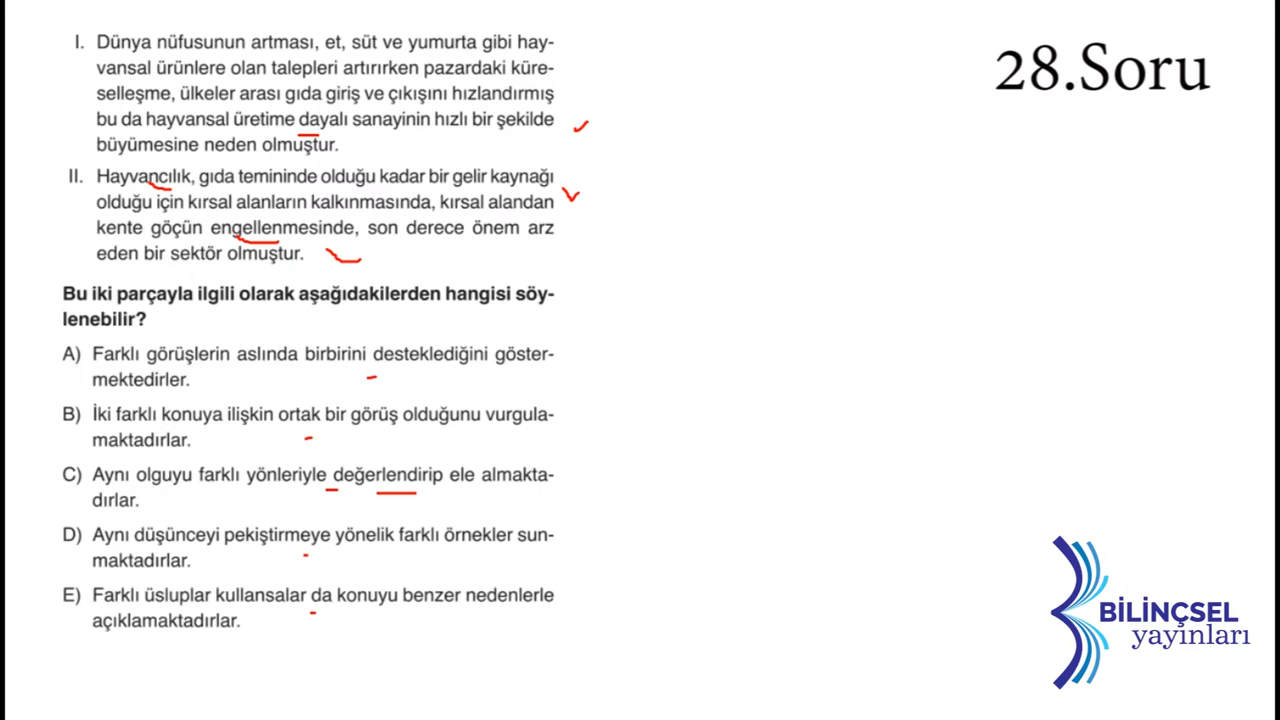 28.Soru
I. Dünya nüfusunun artması, et, süt ve yumurta gibi hay-
vansal ürünlere olan talepleri artırırken pazardaki küre-
selleşme, ülkeler arası gıda giriş ve çıkışını hızlandırmış
bu da hayvansal üretime dayalı sanayinin hızlı bir şekilde
büyümesine neden olmuştur.
II. Hayvancılık, gıda temininde olduğu kadar bir gelir kaynağı
olduğu için kırsal alanların kalkınmasında, kırsal alandan
kente göçün engellenmesinde, son derece önem arz
eden bir sektör olmuştur.
Bu iki parçayla ilgili olarak aşağıdakilerden hangisi söy-
lenebilir?
A) Farklı görüşlerin aslında birbirini desteklediğini göster-
mektedirler.
B) İki farklı konuya ilişkin ortak bir görüş olduğunu vurgula-
maktadırlar.
C) Aynı olguyu farklı yönleriyle değerlendirip ele almakta-
dırlar.
D) Aynı düşünceyi pekiştirmeye yönelik farklı örnekler sun-
maktadırlar.
E) Farklı üsluplar kullansalar da konuyu benzer nedenlerle
açıklamaktadırlar.
BİLİNÇSEL
yayınları